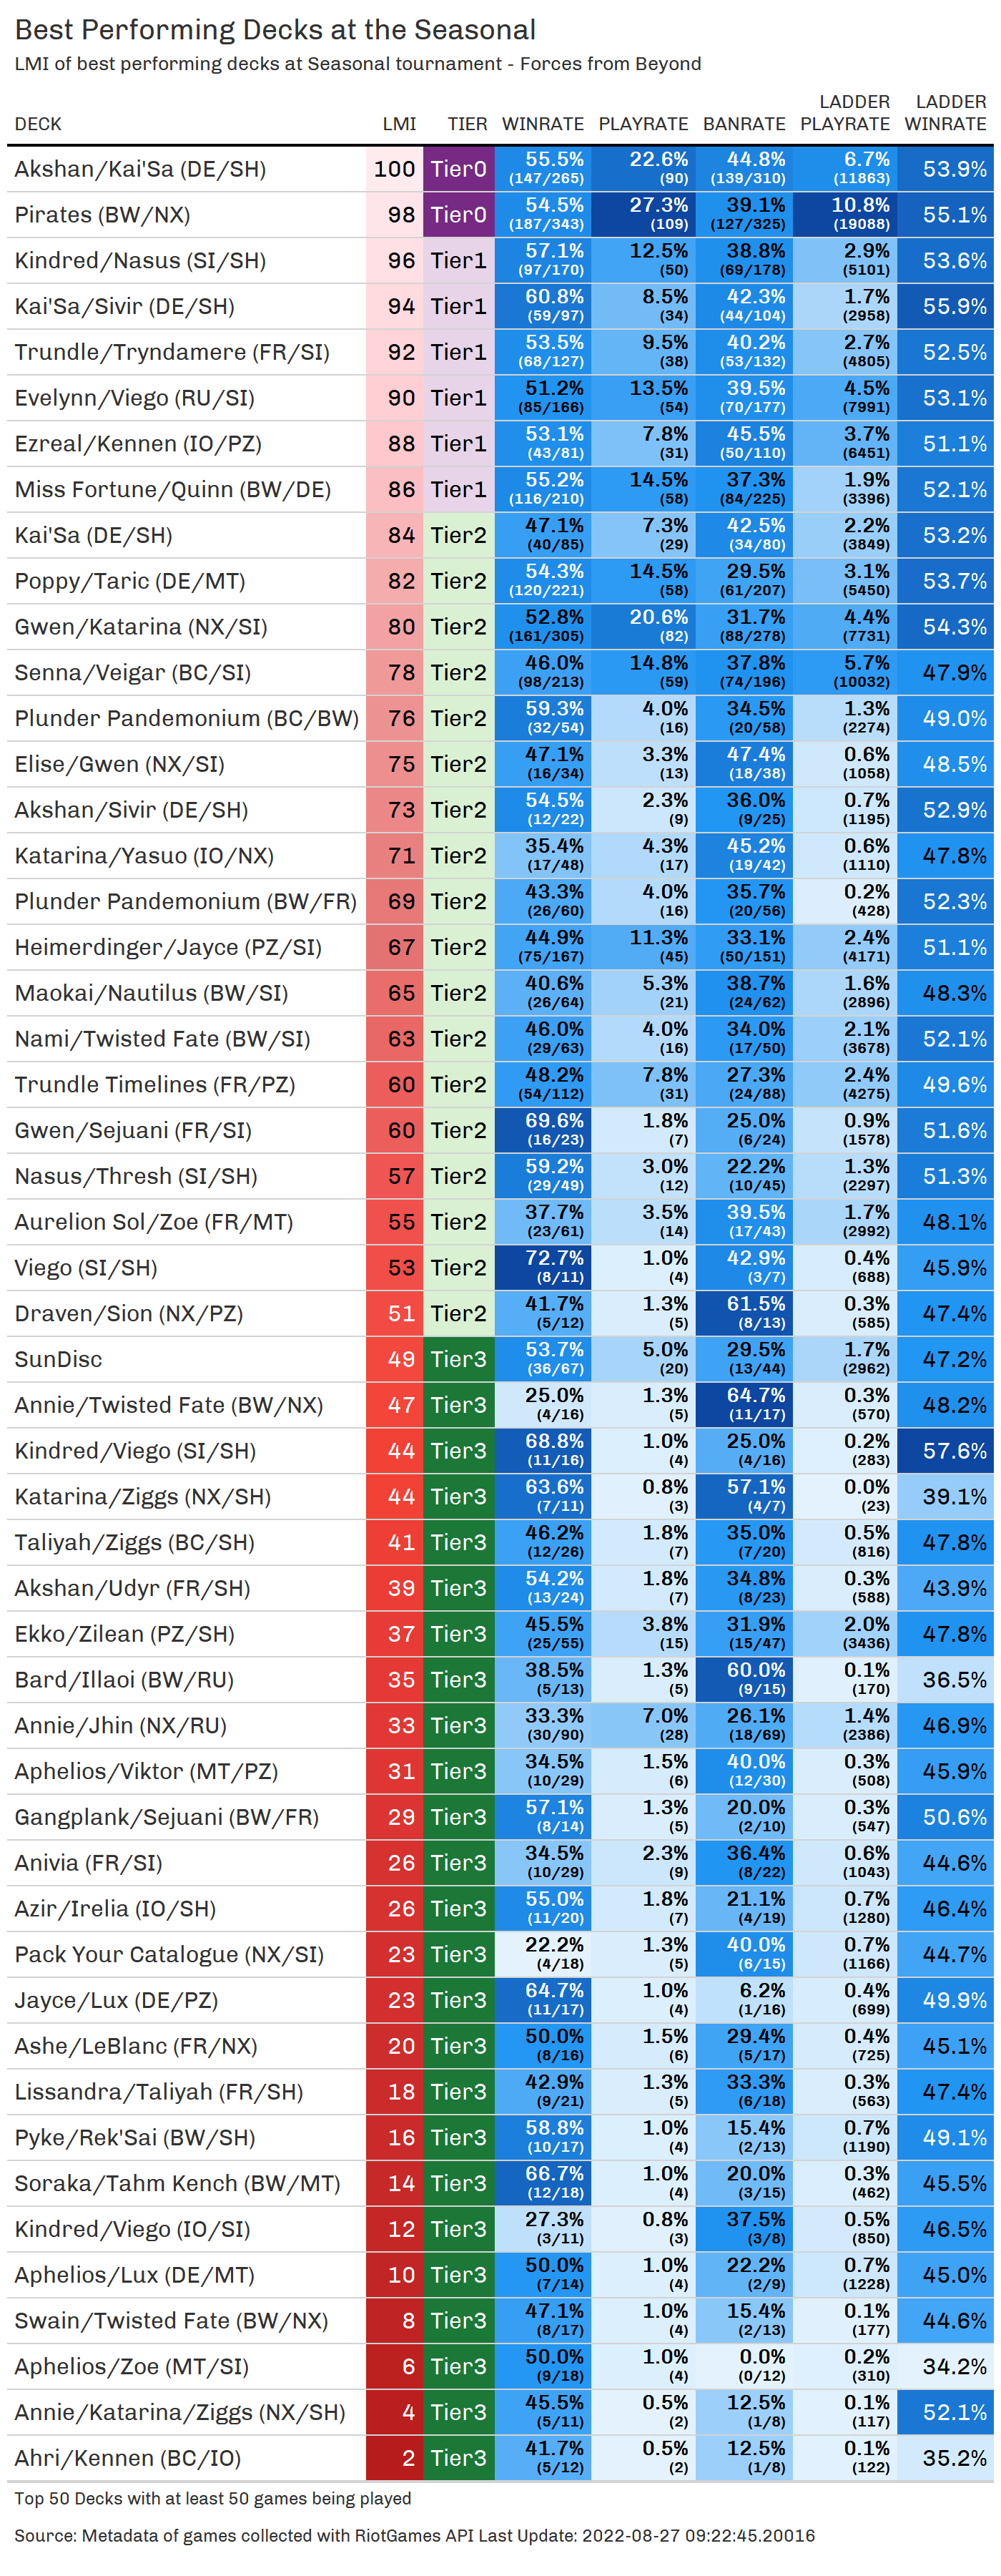 Best Performing Decks at the Seasonal
LMI of best performing decks at Seasonal tournament - Forces from Beyond
DECK LMI TIER WINRATE PLAYRATE BANRATE LADDER PLAYRATE LADDER WINRATE
Akshan/Kai'Sa (DE/SH) 100 Tier0 55.5% (147/265) 22.6% (90) 44.8% (139/310) 6.7% (11863) 53.9%
Pirates (BW/NX) 98 Tier0 54.5% (187/343) 27.3% (109) 39.1% (127/325) 10.8% (19088) 55.1%
Kindred/Nasus (SI/SH) 96 Tier1 57.1% (97/170) 12.5% (50) 38.8% (69/178) 2.9% (5101) 53.6%
Kai'Sa/Sivir (DE/SH) 94 Tier1 60.8% (59/97) 8.5% (34) 42.3% (44/104) 1.7% (2958) 55.9%
Trundle/Tryndamere (FR/SI) 92 Tier1 53.5% (68/127) 9.5% (38) 40.2% (53/132) 2.7% (4805) 52.5%
Evelynn/Viego (RU/SI) 90 Tier1 51.2% (85/166) 13.5% (54) 39.5% (70/177) 4.5% (7991) 53.1%
Ezreal/Kennen (IO/PZ) 88 Tier1 53.1% (43/81) 7.8% (31) 45.5% (50/110) 3.7% (6451) 51.1%
Miss Fortune/Quinn (BW/DE) 86 Tier1 55.2% (116/210) 14.5% (58) 37.3% (84/225) 1.9% (3396) 52.1%
Kai'Sa (DE/SH) 84 Tier2 47.1% (40/85) 7.3% (29) 42.5% (34/80) 2.2% (3849) 53.2%
Poppy/Taric (DE/MT) 82 Tier2 54.3% (120/221) 14.5% (58) 29.5% (61/207) 3.1% (5450) 53.7%
Gwen/Katarina (NX/SI) 80 Tier2 52.8% (161/305) 20.6% (82) 31.7% (88/278) 4.4% (7731) 54.3%
Senna/Veigar (BC/SI) 78 Tier2 46.0% (98/213) 14.8% (59) 37.8% (74/196) 5.7% (10032) 47.9%
Plunder Pandemonium (BC/BW) 76 Tier2 59.3% (32/54) 4.0% (16) 34.5% (20/58) 1.3% (2274) 49.0%
Elise/Gwen (NX/SI) 75 Tier2 47.1% (16/34) 3.3% (13) 47.4% (18/38) 0.6% (1058) 48.5%
Akshan/Sivir (DE/SH) 73 Tier2 54.5% (12/22) 2.3% (9) 36.0% (9/25) 0.7% (1195) 52.9%
Katarina/Yasuo (IO/NX) 71 Tier2 35.4% (17/48) 4.3% (17) 45.2% (19/42) 0.6% (1110) 47.8%
Plunder Pandemonium (BW/FR) 69 Tier2 43.3% (26/60) 4.0% (16) 35.7% (20/56) 0.2% (428) 52.3%
Heimerdinger/Jayce (PZ/SI) 67 Tier2 44.9% (75/167) 11.3% (45) 33.1% (50/151) 2.4% (4171) 51.1%
Maokai/Nautilus (BW/SI) 65 Tier2 40.6% (26/64) 5.3% (21) 38.7% (24/62) 1.6% (2896) 48.3%
Nami/Twisted Fate (BW/SI) 63 Tier2 46.0% (29/63) 4.0% (16) 34.0% (17/50) 2.1% (3678) 52.1%
Trundle Timelines (FR/PZ) 60 Tier2 48.2% (54/112) 7.8% (31) 27.3% (24/88) 2.4% (4275) 49.6%
Gwen/Sejuani (FR/SI) 60 Tier2 69.6% (16/23) 1.8% (7) 25.0% (6/24) 0.9% (1578) 51.6%
Nasus/Thresh (SI/SH) 57 Tier2 59.2% (29/49) 3.0% (12) 22.2% (10/45) 1.3% (2297) 51.3%
Aurelion Sol/Zoe (FR/MT) 55 Tier2 37.7% (23/61) 3.5% (14) 39.5% (17/43) 1.7% (2992) 48.1%
Viego (SI/SH) 53 Tier2 72.7% (8/11) 1.0% (4) 42.9% (3/7) 0.4% (688) 45.9%
Draven/Sion (NX/PZ) 51 Tier2 41.7% (5/12) 1.3% (5) 61.5% (8/13) 0.3% (585) 47.4%
SunDisc 49 Tier3 53.7% (36/67) 5.0% (20) 29.5% (13/44) 1.7% (2962) 47.2%
Annie/Twisted Fate (BW/NX) 47 Tier3 25.0% (4/16) 1.3% (5) 64.7% (11/17) 0.3% (570) 48.2%
Kindred/Viego (SI/SH) 44 Tier3 68.8% (11/16) 1.0% (4) 25.0% (4/16) 0.2% (283) 57.6%
Katarina/Ziggs (NX/SH) 44 Tier3 63.6% (7/11) 0.8% (3) 57.1% (4/7) 0.0% (23) 39.1%
Taliyah/Ziggs (BC/SH) 41 Tier3 46.2% (12/26) 1.8% (7) 35.0% (7/20) 0.5% (816) 47.8%
Akshan/Udyr (FR/SH) 39 Tier3 54.2% (13/24) 1.8% (7) 34.8% (8/23) 0.3% (588) 43.9%
Ekko/Zilean (PZ/SH) 37 Tier3 45.5% (25/55) 3.8% (15) 31.9% (15/47) 2.0% (3436) 47.8%
Bard/Illaoi (BW/RU) 35 Tier3 38.5% (5/13) 1.3% (5) 60.0% (9/15) 0.1% (170) 36.5%
Annie/Jhin (NX/RU) 33 Tier3 33.3% (30/90) 7.0% (28) 26.1% (18/69) 1.4% (2386) 46.9%
Aphelios/Viktor (MT/PZ) 31 Tier3 34.5% (10/29) 1.5% (6) 40.0% (12/30) 0.3% (508) 45.9%
Gangplank/Sejuani (BW/FR) 29 Tier3 57.1% (8/14) 1.3% (5) 20.0% (2/10) 0.3% (547) 50.6%
Anivia (FR/SI) 26 Tier3 34.5% (10/29) 2.3% (9) 36.4% (8/22) 0.6% (1043) 44.6%
Azir/Irelia (IO/SH) 26 Tier3 55.0% (11/20) 1.8% (7) 21.1% (4/19) 0.7% (1280) 46.4%
Pack Your Catalogue (NX/SI) 23 Tier3 22.2% (4/18) 1.3% (5) 40.0% (6/15) 0.7% (1166) 44.7%
Jayce/Lux (DE/PZ) 23 Tier3 64.7% (11/17) 1.0% (4) 6.2% (1/16) 0.4% (699) 49.9%
Ashe/LeBlanc (FR/NX) 20 Tier3 50.0% (8/16) 1.5% (6) 29.4% (5/17) 0.4% (725) 45.1%
Lissandra/Taliyah (FR/SH) 18 Tier3 42.9% (9/21) 1.3% (5) 33.3% (6/18) 0.3% (563) 47.4%
Pyke/Rek'Sai (BW/SH) 16 Tier3 58.8% (10/17) 1.0% (4) 15.4% (2/13) 0.7% (1190) 49.1%
Soraka/Tahm Kench (BW/MT) 14 Tier3 66.7% (12/18) 1.0% (4) 20.0% (3/15) 0.3% (462) 45.5%
Kindred/Viego (IO/SI) 12 Tier3 27.3% (3/11) 0.8% (3) 37.5% (3/8) 0.5% (850) 46.5%
Aphelios/Lux (DE/MT) 10 Tier3 50.0% (7/14) 1.0% (4) 22.2% (2/9) 0.7% (1228) 45.0%
Swain/Twisted Fate (BW/NX) 8 Tier3 47.1% (8/17) 1.0% (4) 15.4% (2/13) 0.1% (177) 44.6%
Aphelios/Zoe (MT/SI) 6 Tier3 50.0% (9/18) 1.0% (4) 0.0% (0/12) 0.2% (310) 34.2%
Annie/Katarina/Ziggs (NX/SH) 4 Tier3 45.5% (5/11) 0.5% (2) 12.5% (1/8) 0.1% (117) 52.1%
Ahri/Kennen (BC/IO) 2 Tier3 41.7% (5/12) 0.5% (2) 12.5% (1/8) 0.1% (122) 35.2%
Top 50 Decks with at least 50 games being played
Source: Metadata of games collected with RiotGames API Last Update: 2022-08-27 09:22:45.20016